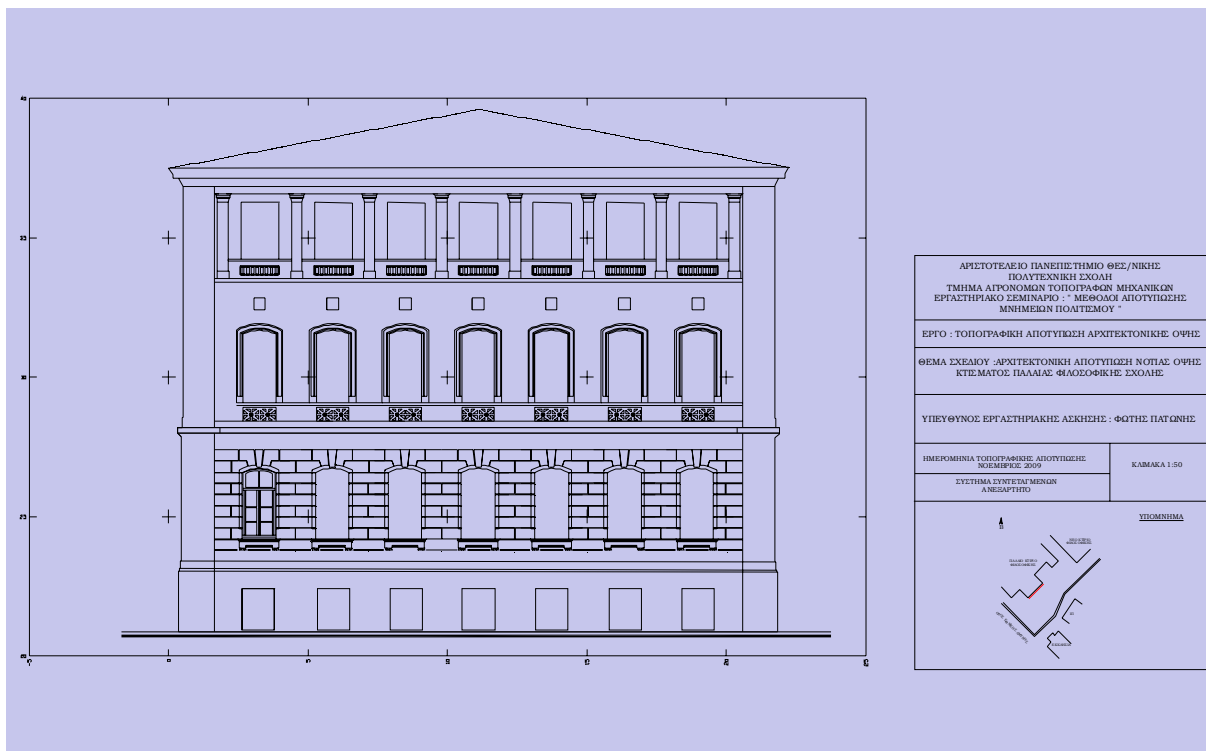 ΑΡΙΣΤΟΤΕΛΕΙΟ ΠΑΝΕΠΙΣΤΗΜΙΟ ΘΕΣ/ΝΙΚΗΣ
ΠΟΛΥΤΕΧΝΙΚΗ ΣΧΟΛΗ
ΤΜΗΜΑ ΑΓΡΟΝΟΜΩΝ ΤΟΠΟΓΡΑΦΩΝ ΜΗΧΑΝΙΚΩΝ
ΕΡΓΑΣΤΗΡΙΑΚΟ ΣΕΜΙΝΑΡΙΟ : " ΜΕΘΟΔΟΙ ΑΠΟΤΥΠΩΣΗΣ
ΜΝΗΜΕΙΩΝ ΠΟΛΙΤΙΣΜΟΥ "
ΕΡΓΟ : ΤΟΠΟΓΡΑΦΙΚΗ ΑΠΟΤΥΠΩΣΗ ΑΡΧΙΤΕΚΤΟΝΙΚΗΣ ΟΨΗΣ
ΘΕΜΑ ΣΧΕΔΙΟΥ :ΑΡΧΙΤΕΚΤΟΝΙΚΗ ΑΠΟΤΥΠΩΣΗ ΝΟΤΙΑΣ ΟΨΗΣ
ΚΤΙΣΜΑΤΟΣ ΠΑΛΑΙΑΣ ΦΙΛΟΣΟΦΙΚΗΣ ΣΧΟΛΗΣ
ΥΠΕΥΘΥΝΟΣ ΕΡΓΑΣΤΗΡΙΑΚΗΣ ΑΣΚΗΣΗΣ : ΦΩΤΗΣ ΠΑΤΩΝΗΣ
ΗΜΕΡΟΜΗΝΙΑ ΤΟΠΟΓΡΑΦΙΚΗΣ ΑΠΟΤΥΠΩΣΗΣ
ΝΟΕΜΒΡΙΟΣ 2009
ΚΛΙΜΑΚΑ 1:50
ΣΥΣΤΗΜΑ ΣΥΝΤΕΤΑΓΜΕΝΩΝ
ΑΝΕΞΑΡΤΗΤΟ
ΥΠΟΜΝΗΜΑ